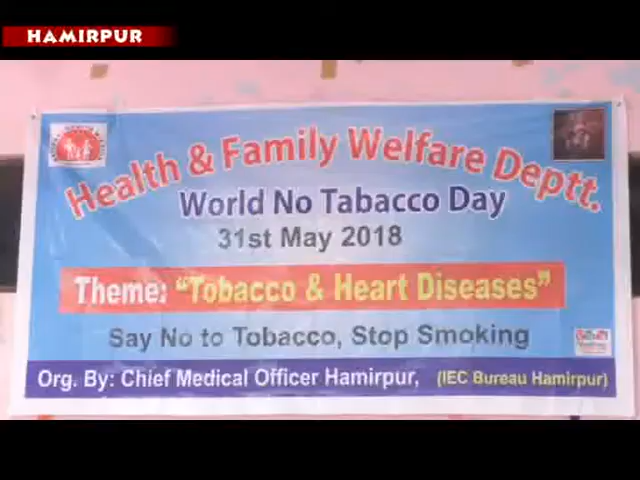 HAMIRPUR
Health & Family Welfare Deptt.
World No Tabacco Day
31st May 2018
Theme: “Tobacco & Heart Diseases”
Say No to Tobacco, Stop Smoking
Org. By: Chief Medical Officer Hamirpur, (IEC Bureau Hamirpur)